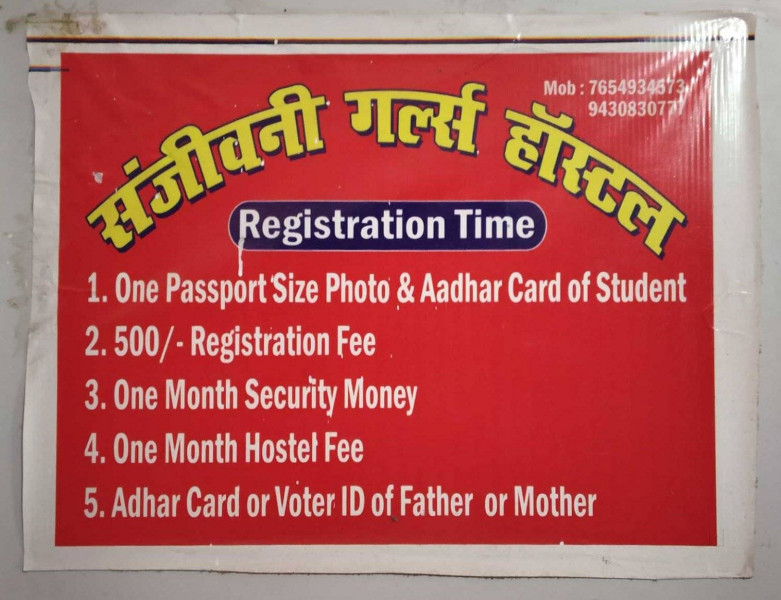 Mob : 7654934573
9430830777
संजीवनी गर्ल्स हॉस्टल
Registration Time
1. One Passport Size Photo & Aadhar Card of Student
2. 500/- Registration Fee
3. One Month Security Money
4. One Month Hostel Fee
5. Adhar Card or Voter ID of Father or Mother